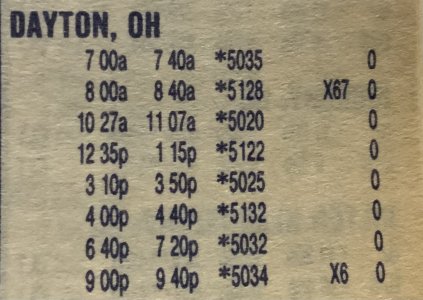 DAYTON, OH
7 00a 7 40a *5035 0
8 00a 8 40a *5128 X67 0
10 27a 11 07a *5020 0
12 35p 1 15p *5122 0
3 10p 3 50p *5025 0
4 00p 4 40p *5132 0
6 40p 7 20p *5032 0
9 00p 9 40p *5034 X6 0